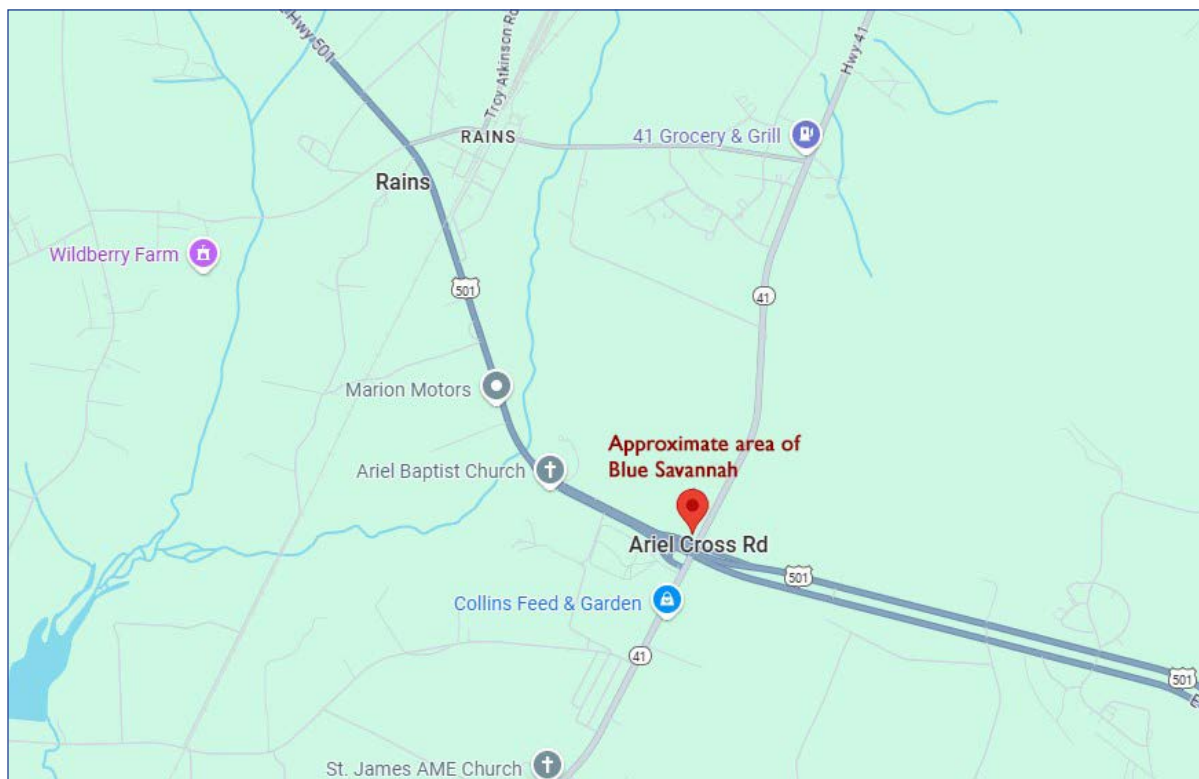 Hwy 501
Troy Atkinson Rd
Hwy 41
RAINS
41 Grocery & Grill
Rains
Wildberry Farm
501
41
Marion Motors
Approximate area of
Blue Savannah
Ariel Baptist Church
Ariel Cross Rd
501
Collins Feed & Garden
41
501
E
St. James AME Church